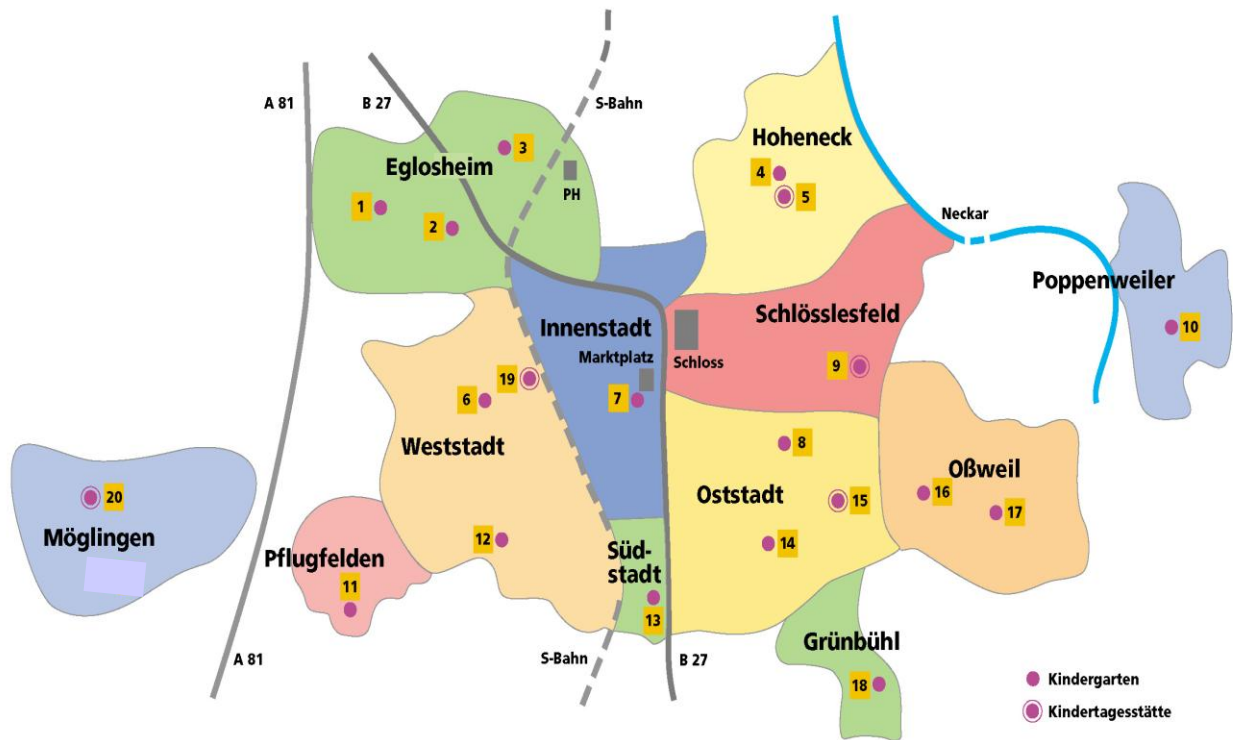 A 81
B 27
S-Bahn
3
Hoheneck
Eglosheim
4
PH
5
1
2
Neckar
Poppenweiler
Innenstadt
Schlösslesfeld
10
Marktplatz
Schloss
19
9
6
7
Weststadt
8
Oßweil
20
Oststadt
15
16
17
Möglingen
12
14
Pflugfelden
Süd-
stadt
11
13
Grünbühl
A 81
S-Bahn
B 27
18
Kindergarten
Kindertagesstätte